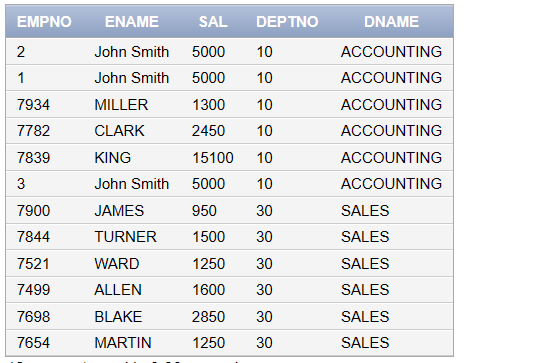 EMPNO ENAME SAL DEPTNO DNAME
2 John Smith 5000 10 ACCOUNTING
1 John Smith 5000 10 ACCOUNTING
7934 MILLER 1300 10 ACCOUNTING
7782 CLARK 2450 10 ACCOUNTING
7839 KING 15100 10 ACCOUNTING
3 John Smith 5000 10 ACCOUNTING
7900 JAMES 950 30 SALES
7844 TURNER 1500 30 SALES
7521 WARD 1250 30 SALES
7499 ALLEN 1600 30 SALES
7698 BLAKE 2850 30 SALES
7654 MARTIN 1250 30 SALES